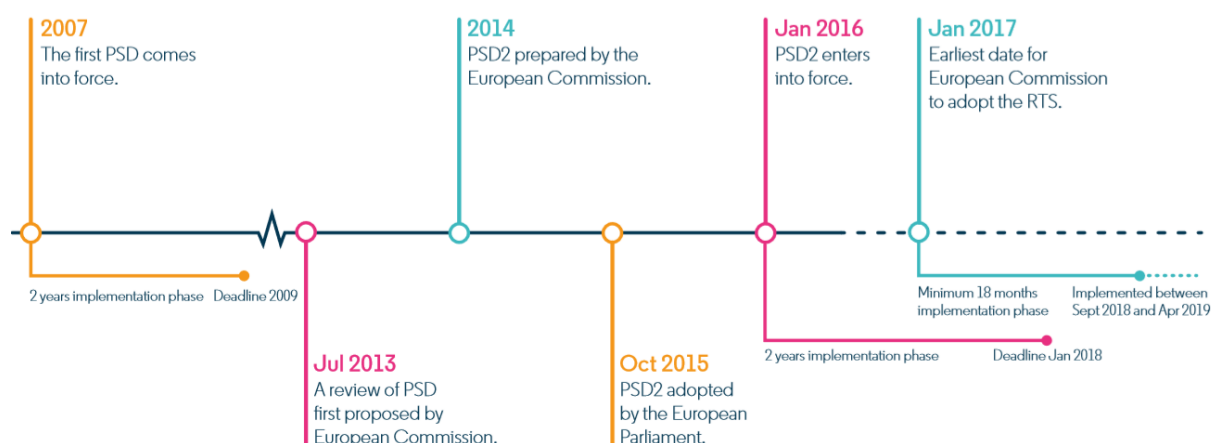 2007
The first PSD comes
into force.
2014
PSD2 prepared by the
European Commission.
Jan 2016
PSD2 enters
into force.
Jan 2017
Earliest date for
European Commission
to adopt the RTS.
2 years implementation phase
Deadline 2009
Minimum 18 months
implementation phase
Implemented between
Sept 2018 and Apr 2019
2 years implementation phase
Deadline Jan 2018
Jul 2013
A review of PSD
first proposed by
European Commission.
Oct 2015
PSD2 adopted
by the European
Parliament.